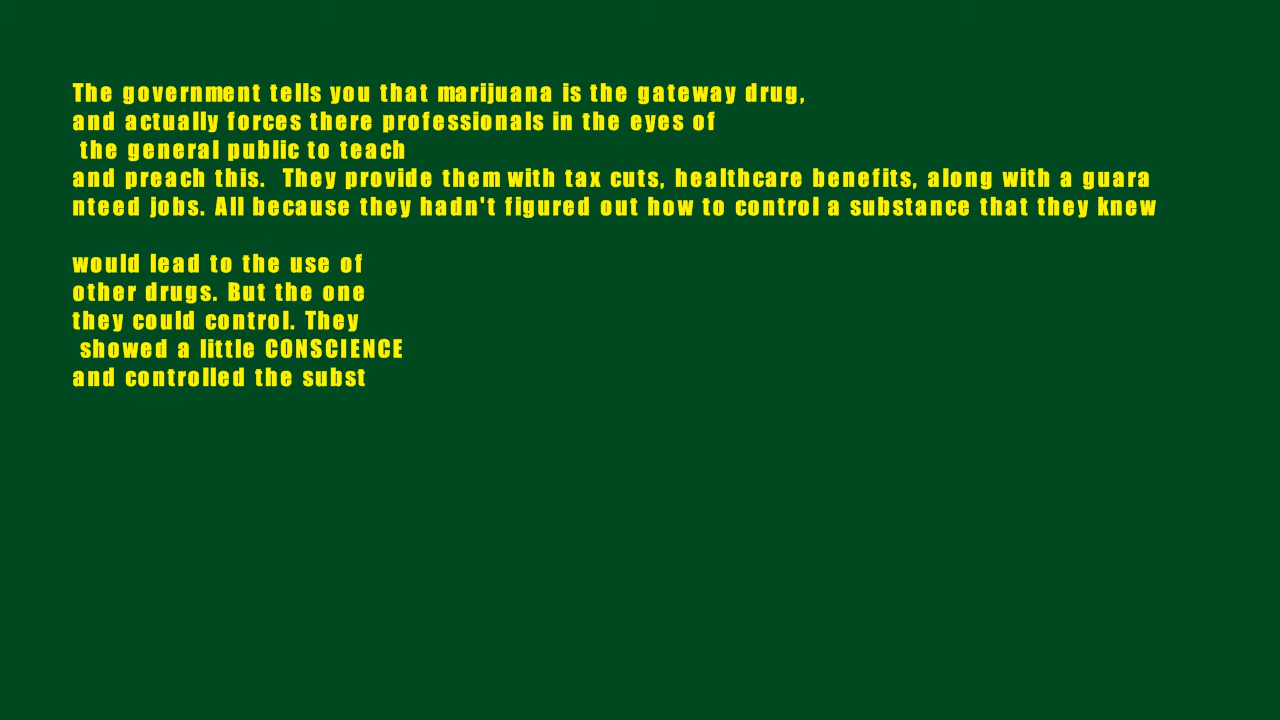 The government tells you that marijuana is the gateway drug,
and actually forces there professionals in the eyes of
the general public to teach
and preach this.  They provide them with tax cuts, healthcare benefits, along with a guara
nteed jobs. All because they hadn't figured out how to control a substance that they knew
would lead to the use of
other drugs. But the one
they could control. They
showed a little CONSCIENCE
and controlled the subst